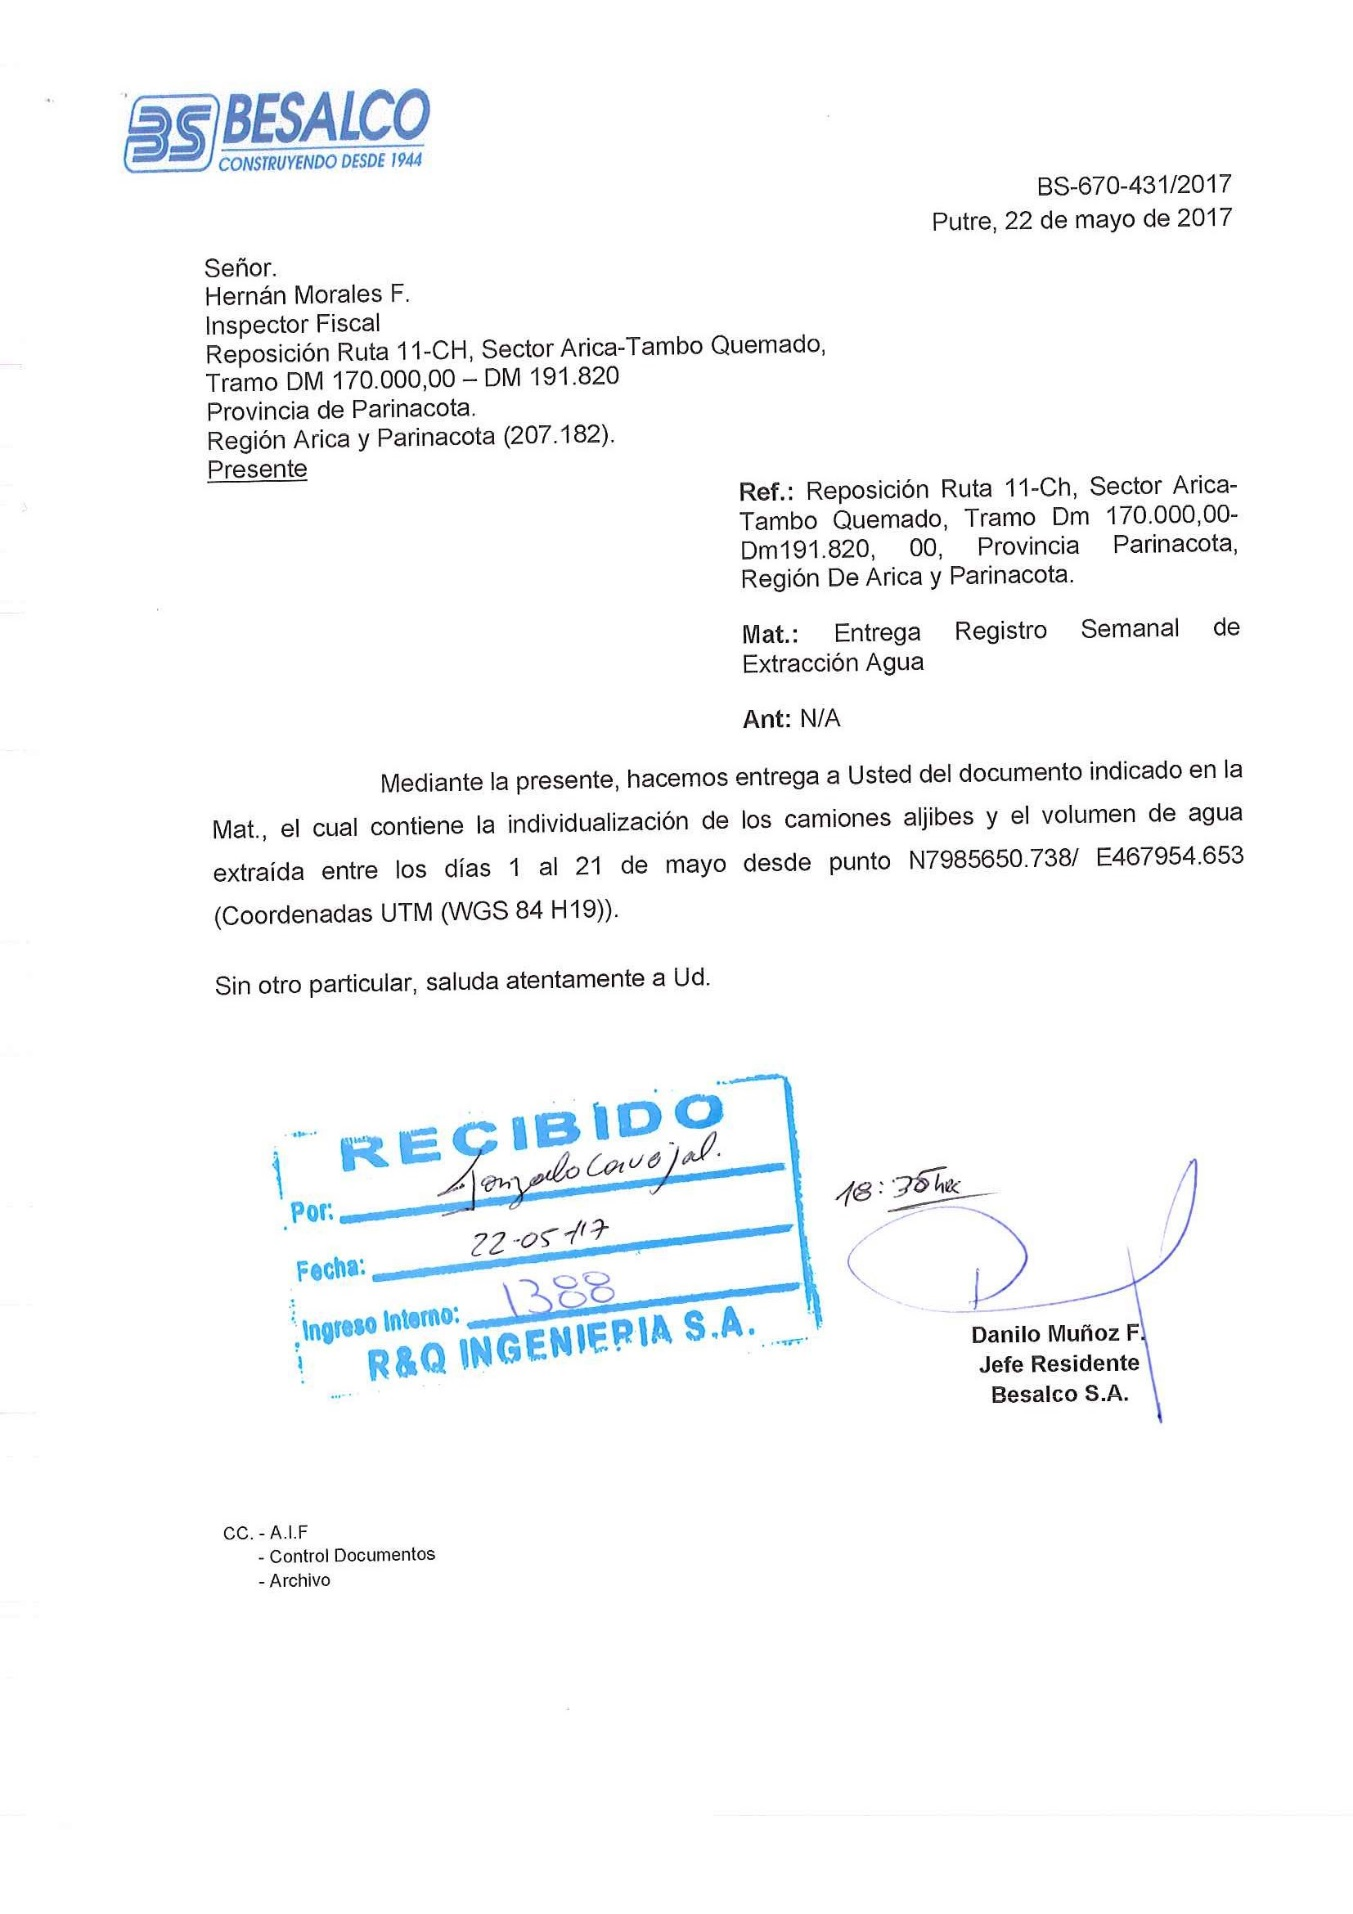 BS BESALCO
CONSTRUYENDO DESDE 1944
BS-670-431/2017
Putre, 22 de mayo de 2017
Señor.
Hernán Morales F.
Inspector Fiscal
Reposición Ruta 11-CH, Sector Arica-Tambo Quemado,
Tramo DM 170.000,00 – DM 191.820
Provincia de Parinacota.
Región Arica y Parinacota (207.182).
Presente
Ref.: Reposición Ruta 11-Ch, Sector Arica-
Tambo Quemado, Tramo Dm 170.000,00-
Dm191.820, 00, Provincia Parinacota,
Región De Arica y Parinacota.
Mat.: Entrega Registro Semanal de
Extracción Agua
Ant: N/A
Mediante la presente, hacemos entrega a Usted del documento indicado en la
Mat., el cual contiene la individualización de los camiones aljibes y el volumen de agua
extraída entre los días 1 al 21 de mayo desde punto N7985650.738/ E467954.653
(Coordenadas UTM (WGS 84 H19)).
Sin otro particular, saluda atentamente a Ud.
RECIBIDO
Por: Gonzalo Carvajal.
Fecha: 22-05-17
Ingreso Interno: 1388
R&Q INGENIERIA S.A.
18:35
Danilo Muñoz F.
Jefe Residente
Besalco S.A.
CC. - A.I.F
- Control Documentos
- Archivo